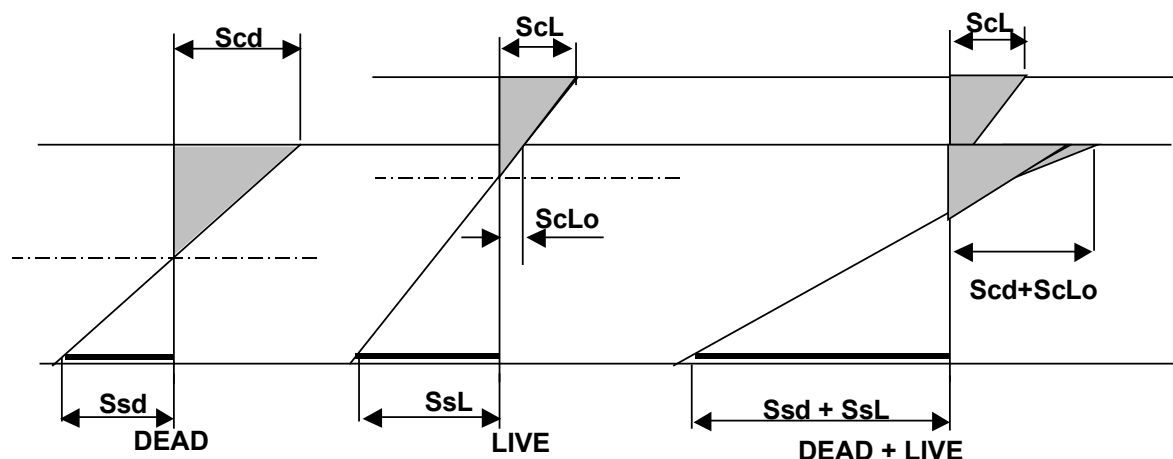 Scd
ScL
ScL
ScLo
Scd+ScLo
Ssd
SsL
Ssd + SsL
DEAD
LIVE
DEAD + LIVE